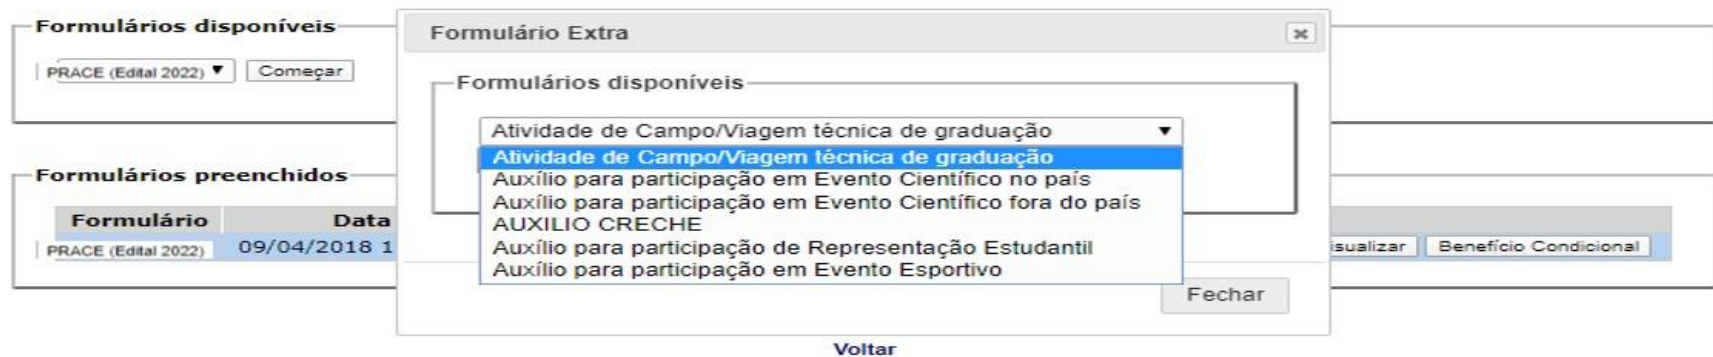 Formulários disponíveis
PRACE (Edital 2022) Começar
Formulários preenchidos
Formulário Data
PRACE (Edital 2022) 09/04/2018 1
Formulário Extra
Formulários disponíveis
Atividade de Campo/Viagem técnica de graduação
Atividade de Campo/Viagem técnica de graduação
Auxílio para participação em Evento Científico no país
Auxílio para participação em Evento Científico fora do país
AUXILIO CRECHE
Auxílio para participação de Representação Estudantil
Auxílio para participação em Evento Esportivo
Fechar
isualizar Benefício Condicional
Voltar